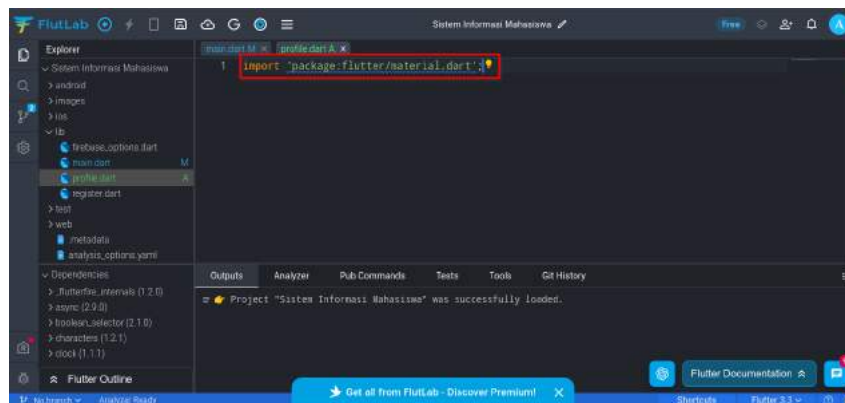 FlutLab
Sistem Informasi Mahasiswa
Free
A
Explorer
main.dart M ×
profile.dart A ×
Sistem Informasi Mahasiswa
1 import 'package:flutter/material.dart';
> android
> images
> ios
lib
firebase_options.dart
main.dart M
profile.dart A
register.dart
> test
> web
.metadata
analysis_options.yaml
Dependencies
Outputs Analyzer Pub Commands Tests Tools Git History
> _flutterfire_internals (1.2.0)
> async (2.9.0)
> boolean_selector (2.1.0)
> characters (1.2.1)
> clock (1.1.1)
Project "Sistem Informasi Mahasiswa" was successfully loaded.
Flutter Outline
Flutter Documentation
Get all from FlutLab - Discover Premium!
No branch
Analyzer Ready
Shortcuts
Flutter 3.3